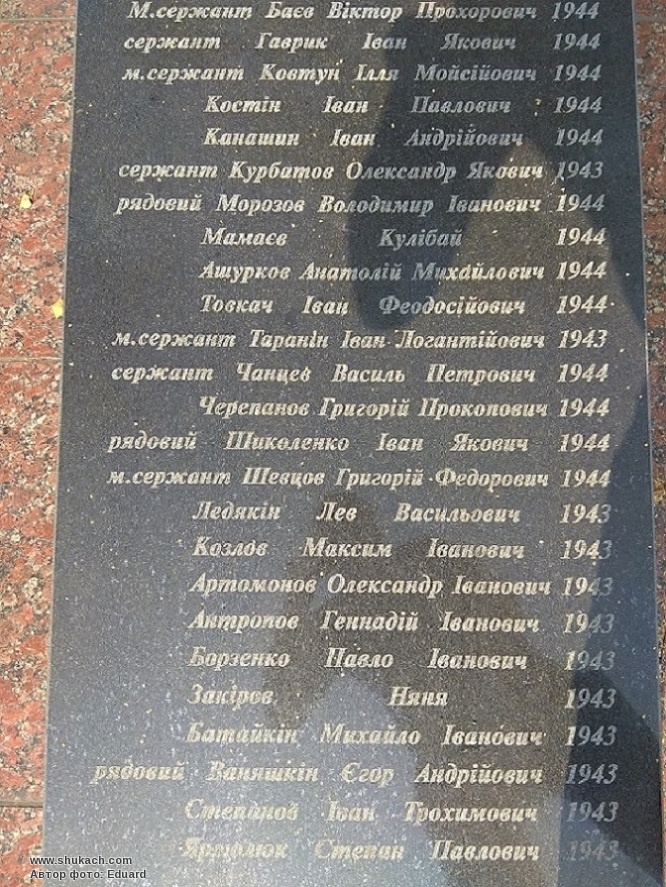 М.сержант Баєв Віктор Прохорович 1944
сержант Гаврик Іван Якович 1944
м.сержант Ковтун Ілля Мойсійович 1944
Костін Іван Павлович 1944
Канашин Іван Андрійович 1944
сержант Курбатов Олександр Якович 1943
рядовий Морозов Володимир Іванович 1944
Мамаєв Кулібай 1944
Ашурков Анатолій Михайлович 1944
Товкач Іван Феодосійович 1944
м.сержант Таранін Іван Логантійович 1943
сержант Чанцев Василь Петрович 1944
Черепанов Григорій Прокопович 1944
рядовий Шиколенко Іван Якович 1944
м.сержант Шевцов Григорій Федорович 1944
Ледякін Лев Васильович 1943
Козлов Максим Іванович 1943
Артомонов Олександр Іванович 1943
Антропов Геннадій Іванович 1943
Борзенко Павло Іванович 1943
Закіров Няня 1943
Батайкін Михайло Іванович 1943
рядовий Ваняшкін Єгор Андрійович 1943
Степанов Іван Трохимович 1943
Ярмолюк Степан Павлович 1943
www.shukach.com
Автор фото: Eduard